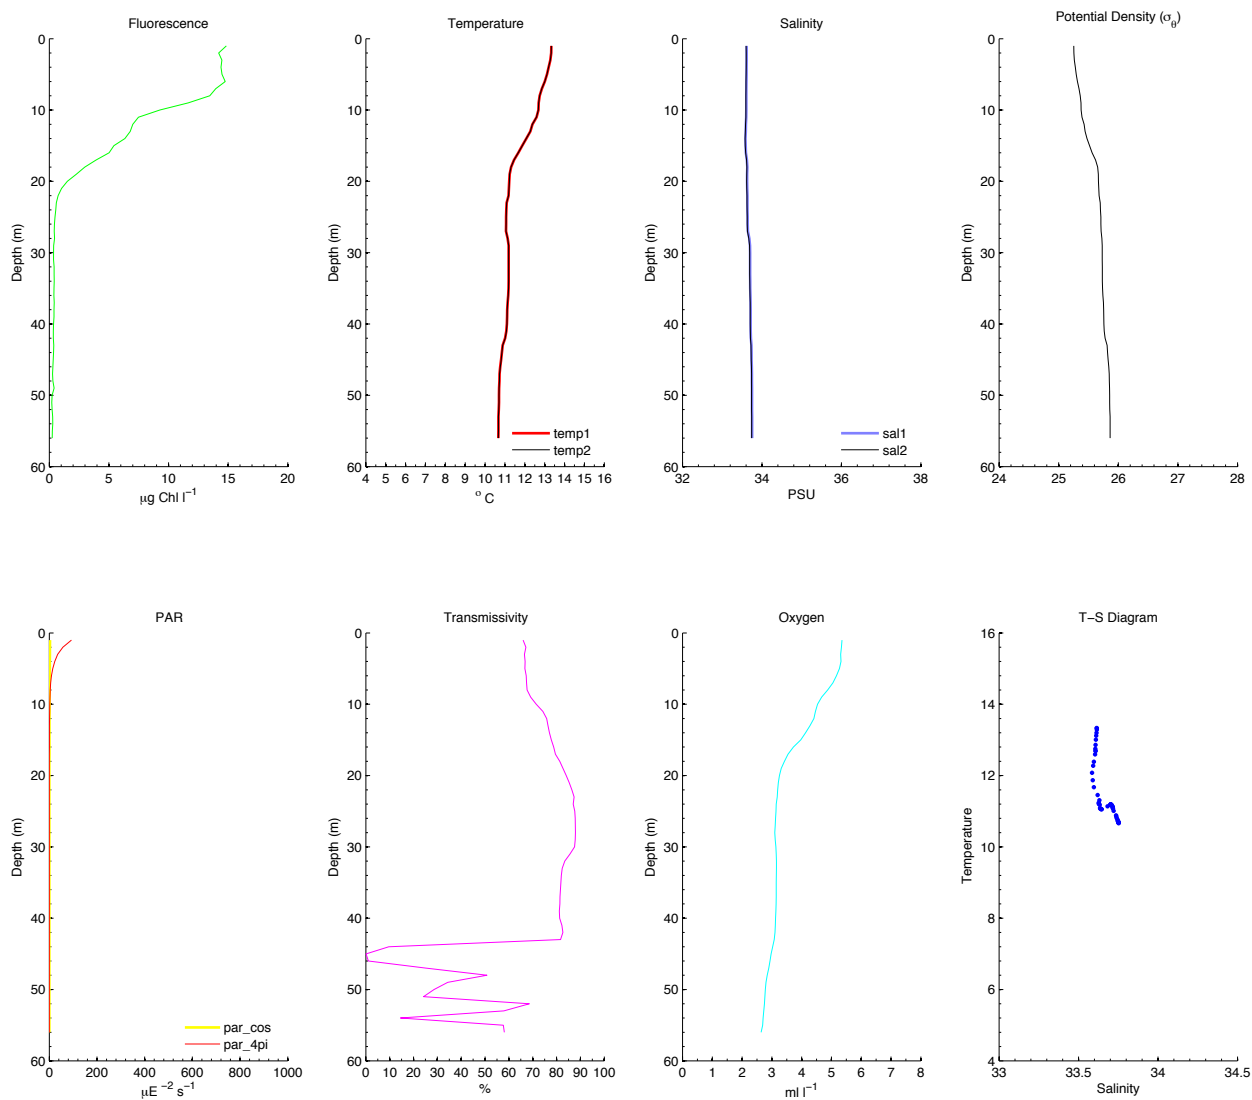 Fluorescence
0
10
20
30
40
50
60
Depth (m)
0 5 10 15 20
μg Chl l⁻¹
Temperature
0
10
20
30
40
50
60
Depth (m)
temp1
temp2
4 5 6 7 8 9 10 11 12 13 14 15 16
° C
Salinity
0
10
20
30
40
50
60
Depth (m)
sal1
sal2
32 34 36 38
PSU
Potential Density (σθ)
0
10
20
30
40
50
60
Depth (m)
24 25 26 27 28
PAR
0
10
20
30
40
50
60
Depth (m)
par_cos
par_4pi
0 200 400 600 800 1000
μE ⁻² s⁻¹
Transmissivity
0
10
20
30
40
50
60
Depth (m)
0 10 20 30 40 50 60 70 80 90 100
%
Oxygen
0
10
20
30
40
50
60
Depth (m)
0 1 2 3 4 5 6 7 8
ml l⁻¹
T−S Diagram
16
14
12
10
8
6
4
Temperature
33 33.5 34 34.5
Salinity